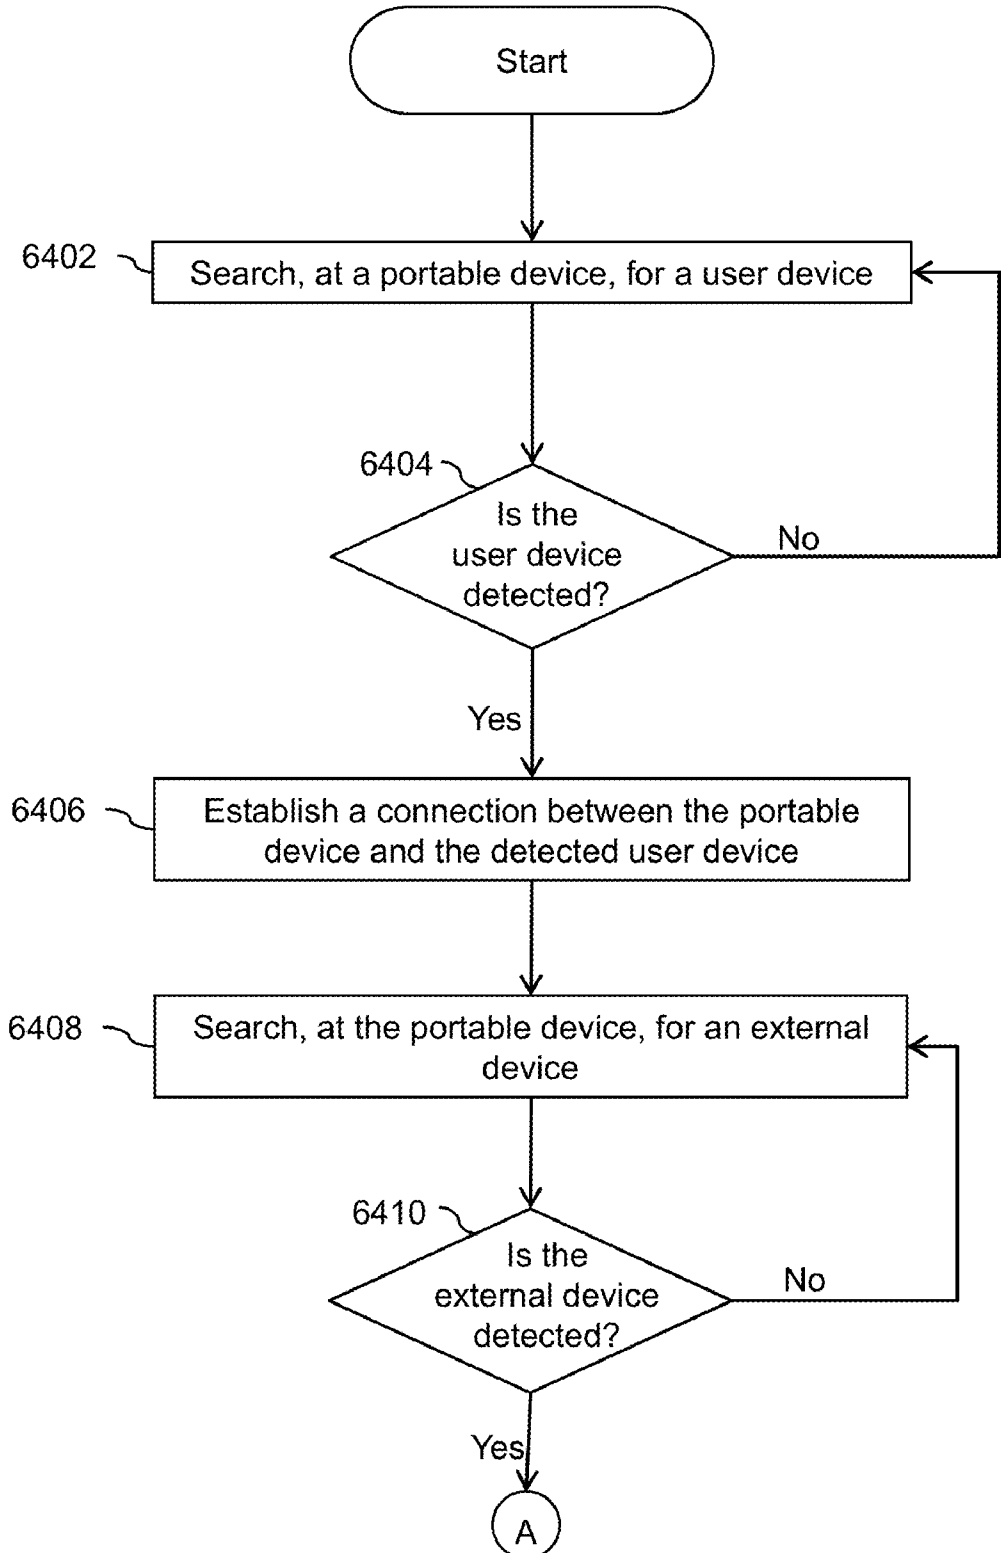 Start
6402
Search, at a portable device, for a user device
6404
Is the
user device
detected?
No
Yes
6406
Establish a connection between the portable
device and the detected user device
6408
Search, at the portable device, for an external
device
6410
Is the
external device
detected?
No
Yes
A